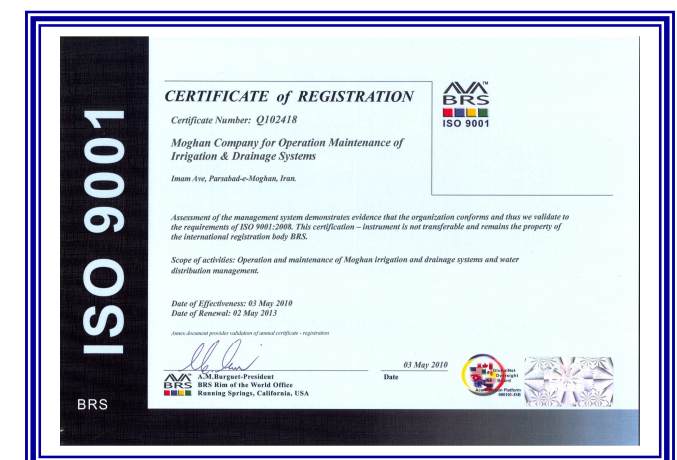 ISO 9001
BRS
CERTIFICATE of REGISTRATION
Certificate Number: Q102418
Moghan Company for Operation Maintenance of
Irrigation & Drainage Systems
Imam Ave, Parsabad-e-Moghan, Iran.
BRS™
ISO 9001
Assessment of the management system demonstrates evidence that the organization conforms and thus we validate to
the requirements of ISO 9001:2008. This certification – instrument is not transferable and remains the property of
the international registration body BRS.
Scope of activities: Operation and maintenance of Moghan irrigation and drainage systems and water
distribution management.
Date of Effectiveness: 03 May 2010
Date of Renewal: 02 May 2013
Annex document provides validation of annual certificate - registration
03 May 2010
Date
BRS
A.M.Burguet-President
BRS Rim of the World Office
Running Springs, California, USA
GlobalNet
Oversight
Board
Platform